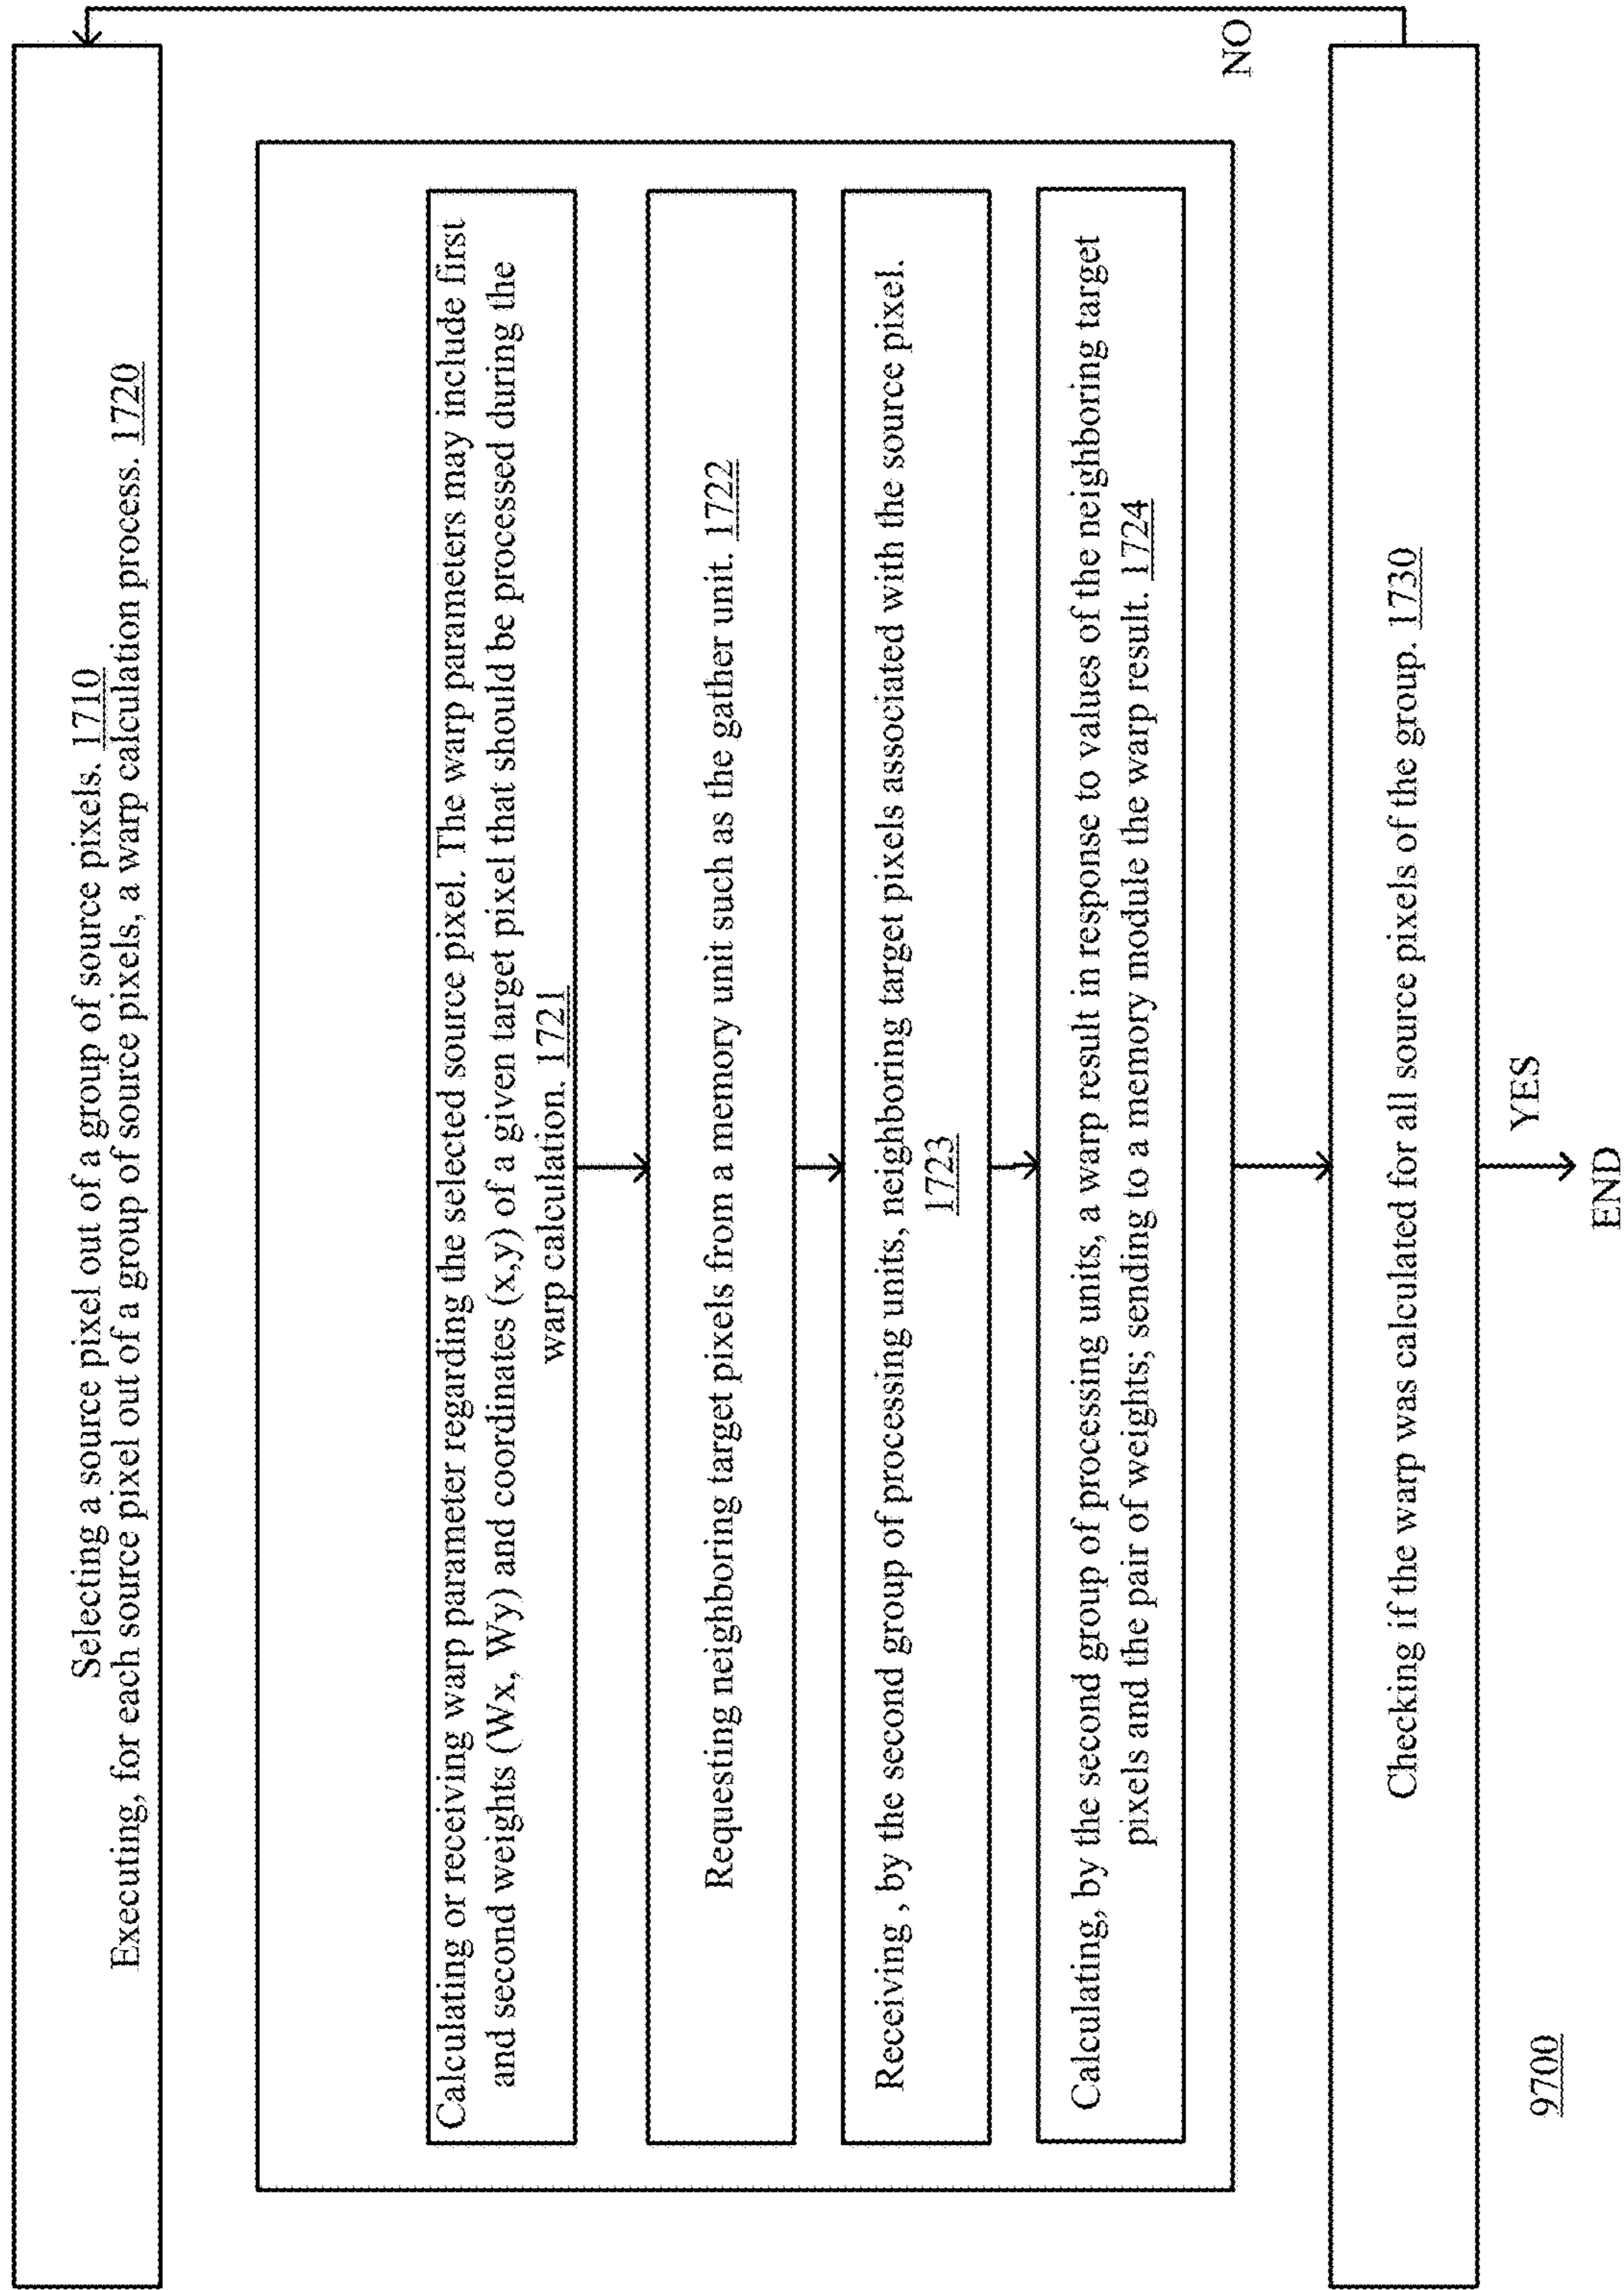 Selecting a source pixel out of a group of source pixels. 1710
Executing, for each source pixel out of a group of source pixels, a warp calculation process. 1720
Calculating or receiving warp parameter regarding the selected source pixel. The warp parameters may include first
and second weights (Wx, Wy) and coordinates (x,y) of a given target pixel that should be processed during the
warp calculation. 1721
Requesting neighboring target pixels from a memory unit such as the gather unit. 1722
Receiving , by the second group of processing units, neighboring target pixels associated with the source pixel.
1723
Calculating, by the second group of processing units, a warp result in response to values of the neighboring target
pixels and the pair of weights; sending to a memory module the warp result. 1724
NO
Checking if the warp was calculated for all source pixels of the group. 1730
YES
END
9700